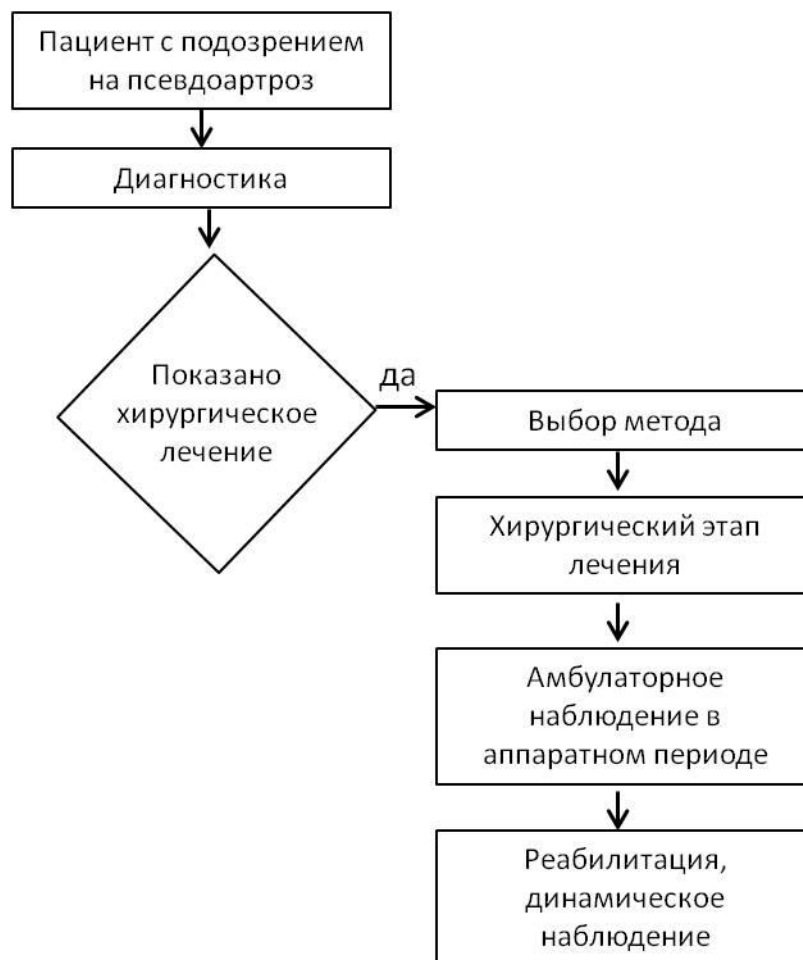 Пациент с подозрением
на псевдоартроз
Диагностика
Показано
хирургическое
лечение
да
Выбор метода
Хирургический этап
лечения
Амбулаторное
наблюдение в
аппаратном периоде
Реабилитация,
динамическое
наблюдение